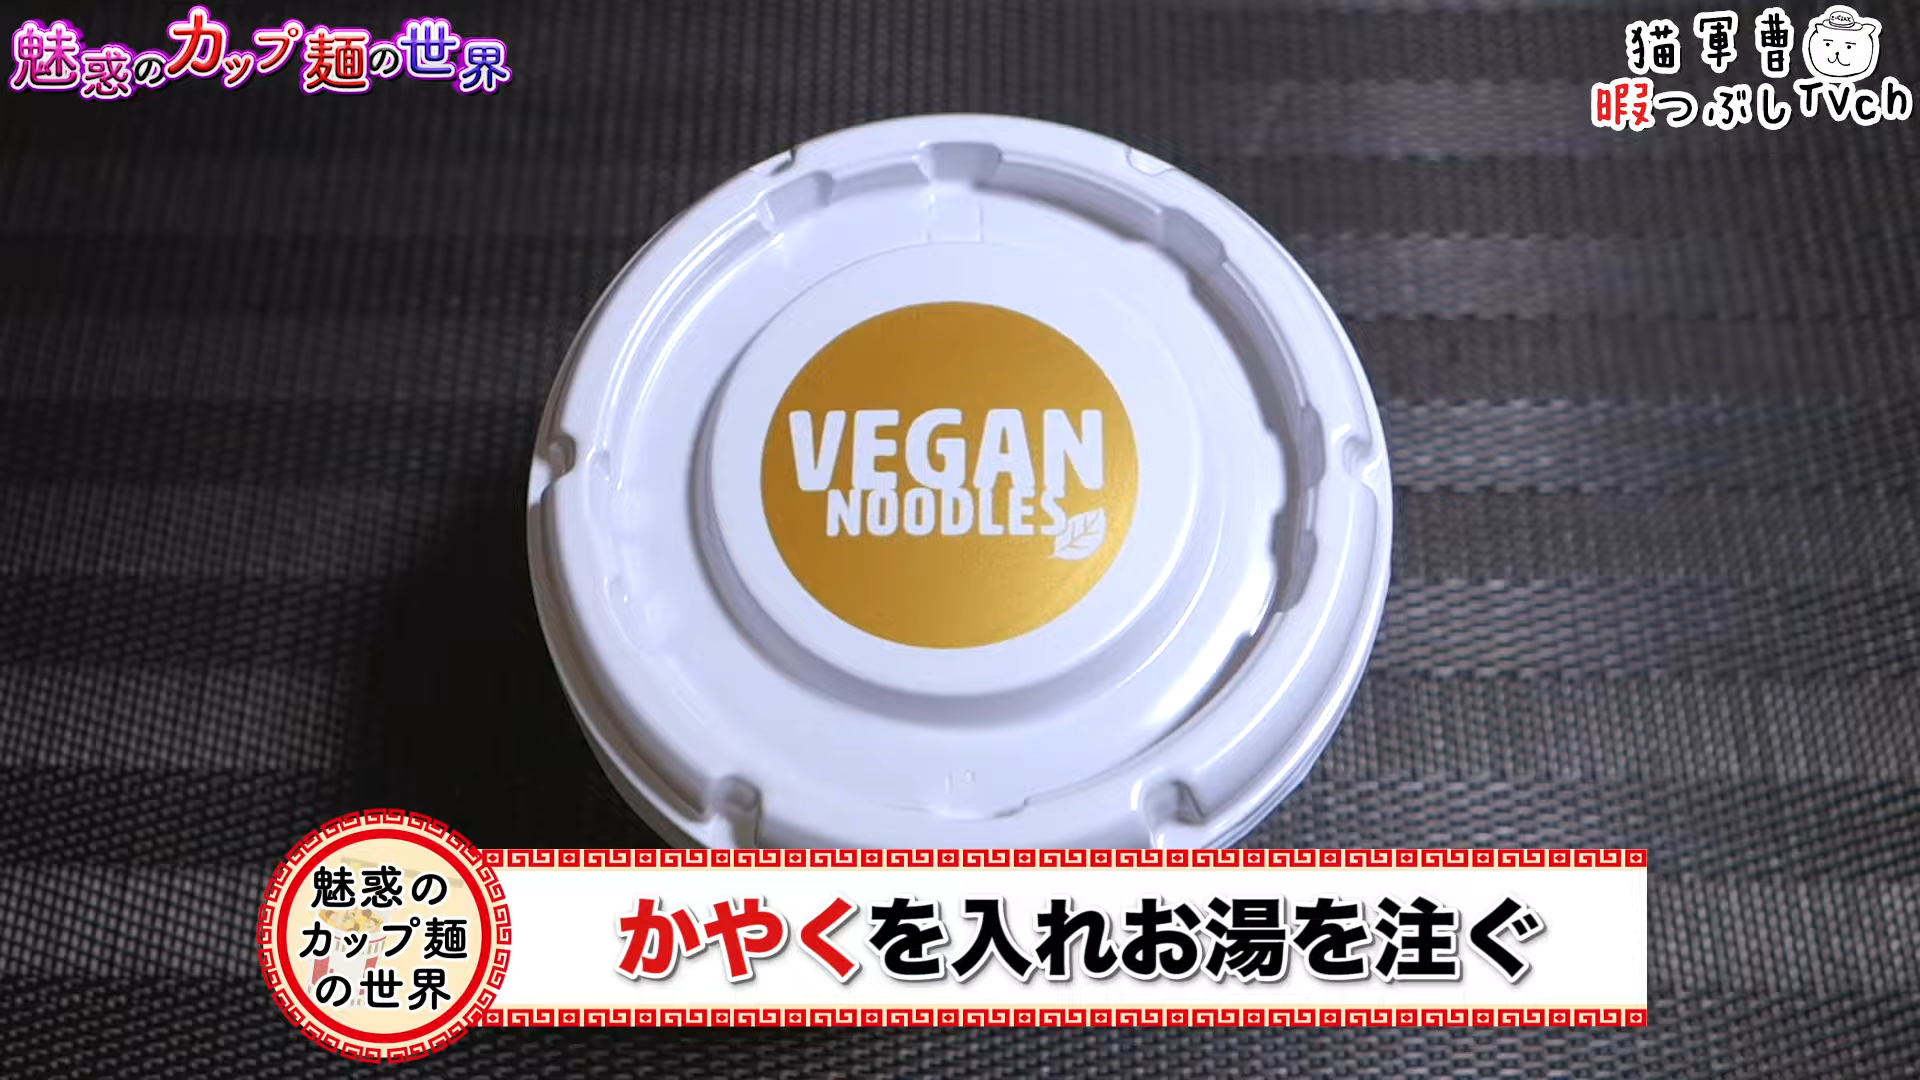 魅惑のカップ麺の世界
猫軍曹
暇つぶしTVch
VEGAN
NOODLES
魅惑の
カップ麺
の世界
かやくを入れお湯を注ぐ